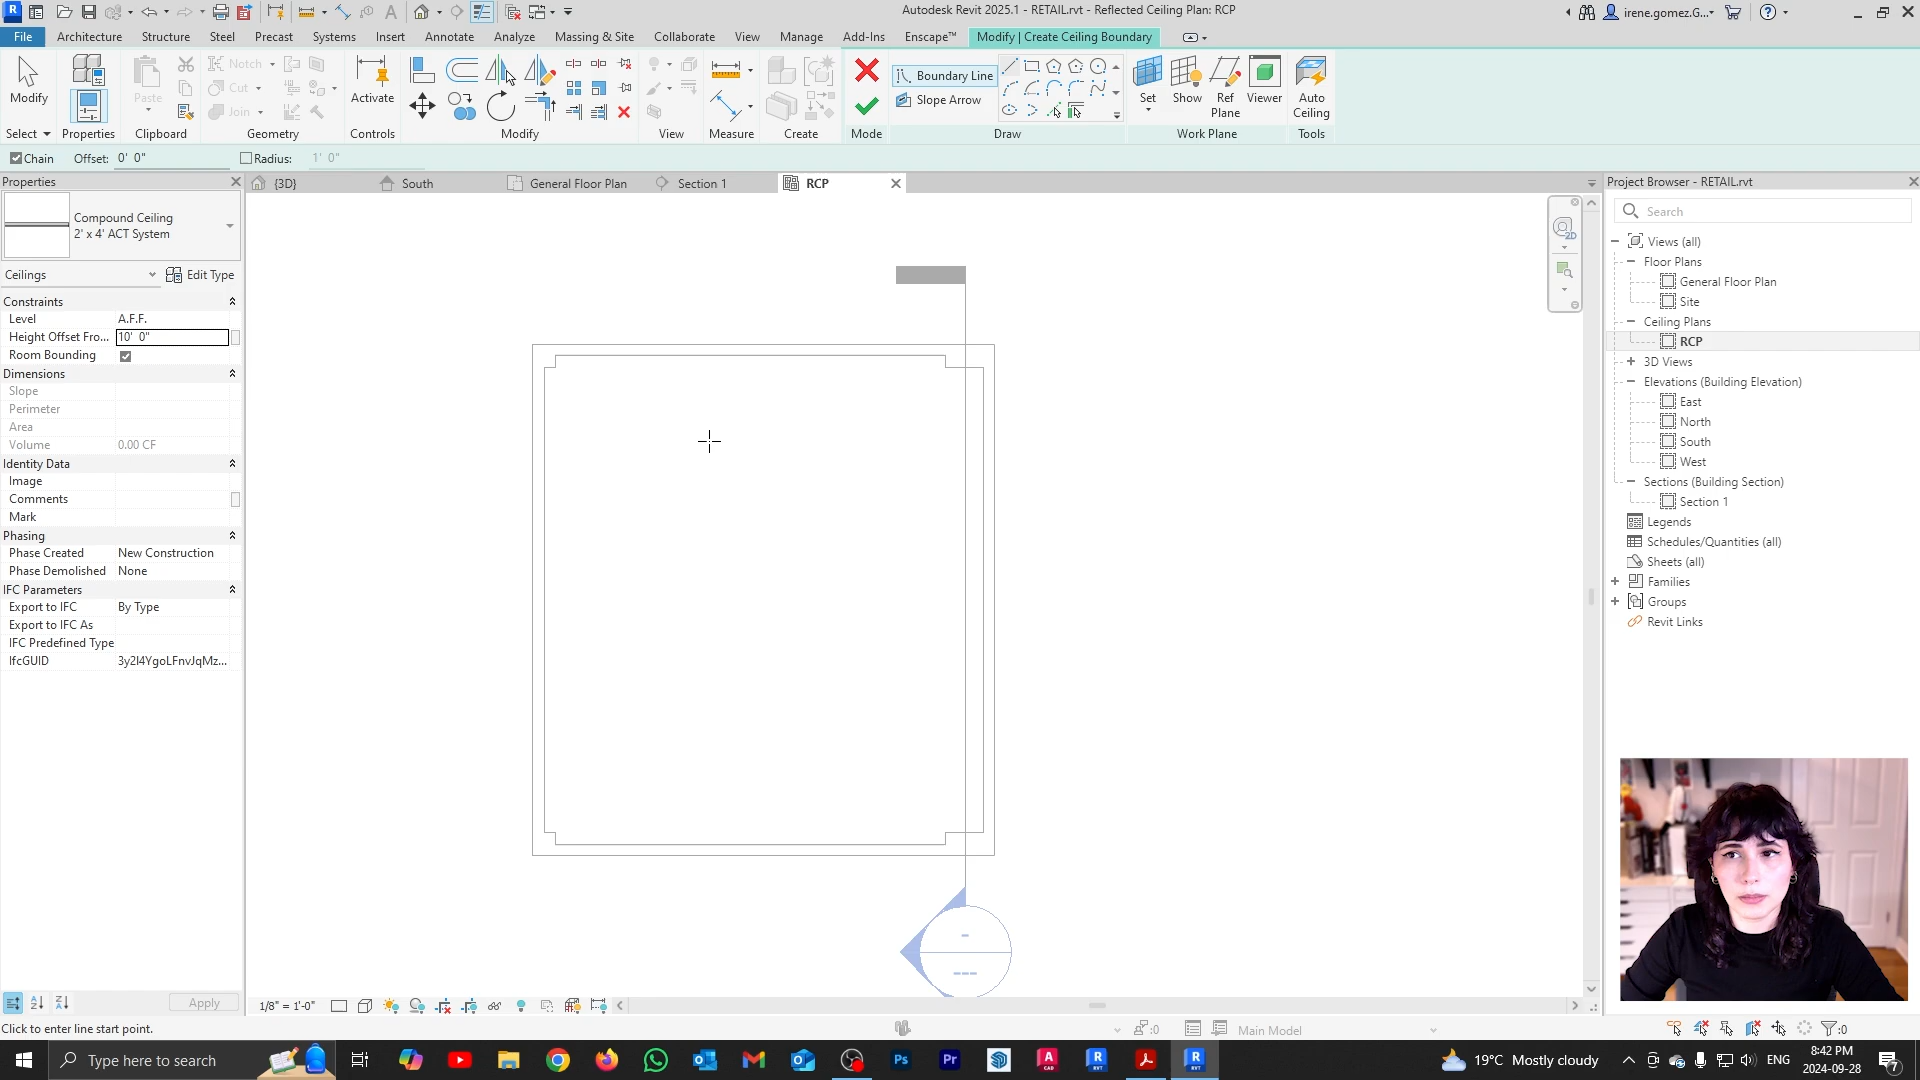 Autodesk Revit 2025.1 - RETAIL.rvt - Reflected Ceiling Plan: RCP
irene.gomez.G...
File Architecture Structure Steel Precast Systems Insert Annotate Analyze Massing & Site Collaborate View Manage Add-Ins Enscape™ Modify | Create Ceiling Boundary
Modify
Paste
Notch
Cut
Join
Activate
Boundary Line
Slope Arrow
Set Show Ref Plane Viewer
Auto Ceiling
Select Properties Clipboard Geometry Controls Modify View Measure Create Mode Draw Work Plane Tools
Chain Offset: 0' 0" Radius: 1' 0"
Properties
{3D} South General Floor Plan Section 1 RCP
Compound Ceiling
2' x 4' ACT System
Ceilings Edit Type
Constraints
Level A.F.F.
Height Offset Fro... 10' 0"
Room Bounding
Dimensions
Slope
Perimeter
Area
Volume 0.00 CF
Identity Data
Image
Comments
Mark
Phasing
Phase Created New Construction
Phase Demolished None
IFC Parameters
Export to IFC By Type
Export to IFC As
IFC Predefined Type
IfcGUID 3y2I4YgoLFnvJqMz...
Apply
2D
-
---
Project Browser - RETAIL.rvt
Search
Views (all)
Floor Plans
General Floor Plan
Site
Ceiling Plans
RCP
3D Views
Elevations (Building Elevation)
East
North
South
West
Sections (Building Section)
Section 1
Legends
Schedules/Quantities (all)
Sheets (all)
Families
Groups
Revit Links
1/8" = 1'-0"
Click to enter line start point.
:0
Main Model
:0
Type here to search
19°C Mostly cloudy
ENG
8:42 PM
2024-09-28
7